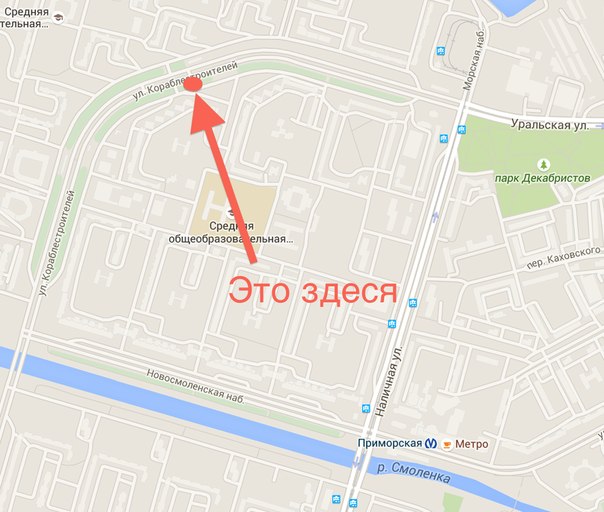 Средняя
тельная...
ул. Кораблестроителей
Морская наб.
Уральская ул.
парк Декабристов
ул. Кораблестроителей
Средняя
общеобразовательная...
пер. Каховского
Это здеся
Наличная ул.
Новосмоленская наб
Приморская
Метро
р. Смоленка